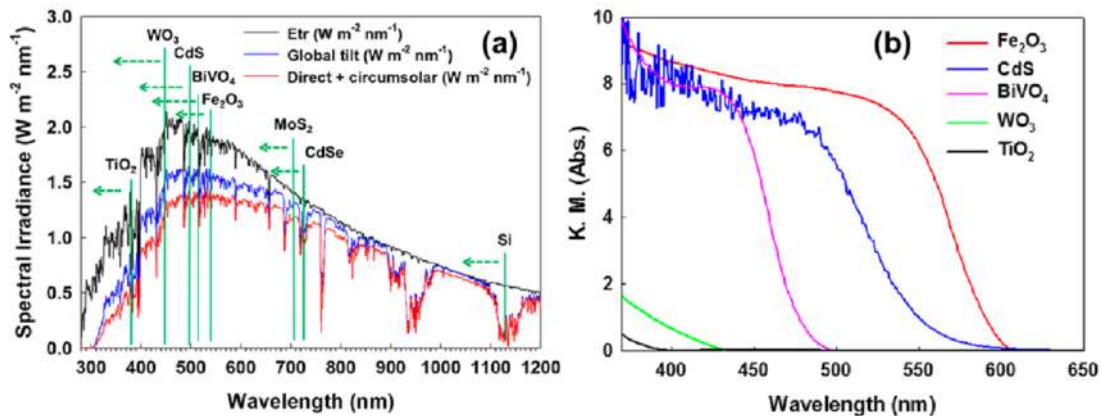 (a)
Spectral Irradiance (W m⁻² nm⁻¹)
3.0
2.5
2.0
1.5
1.0
0.5
0.0
Etr (W m⁻² nm⁻¹)
Global tilt (W m⁻² nm⁻¹)
Direct + circumsolar (W m⁻² nm⁻¹)
WO₃
CdS
BiVO₄
Fe₂O₃
TiO₂
MoS₂
CdSe
Si
300 400 500 600 700 800 900 1000 1100 1200
Wavelength (nm)
(b)
K. M. (Abs.)
10
8
6
4
2
0
Fe₂O₃
CdS
BiVO₄
WO₃
TiO₂
400 450 500 550 600 650
Wavelength (nm)